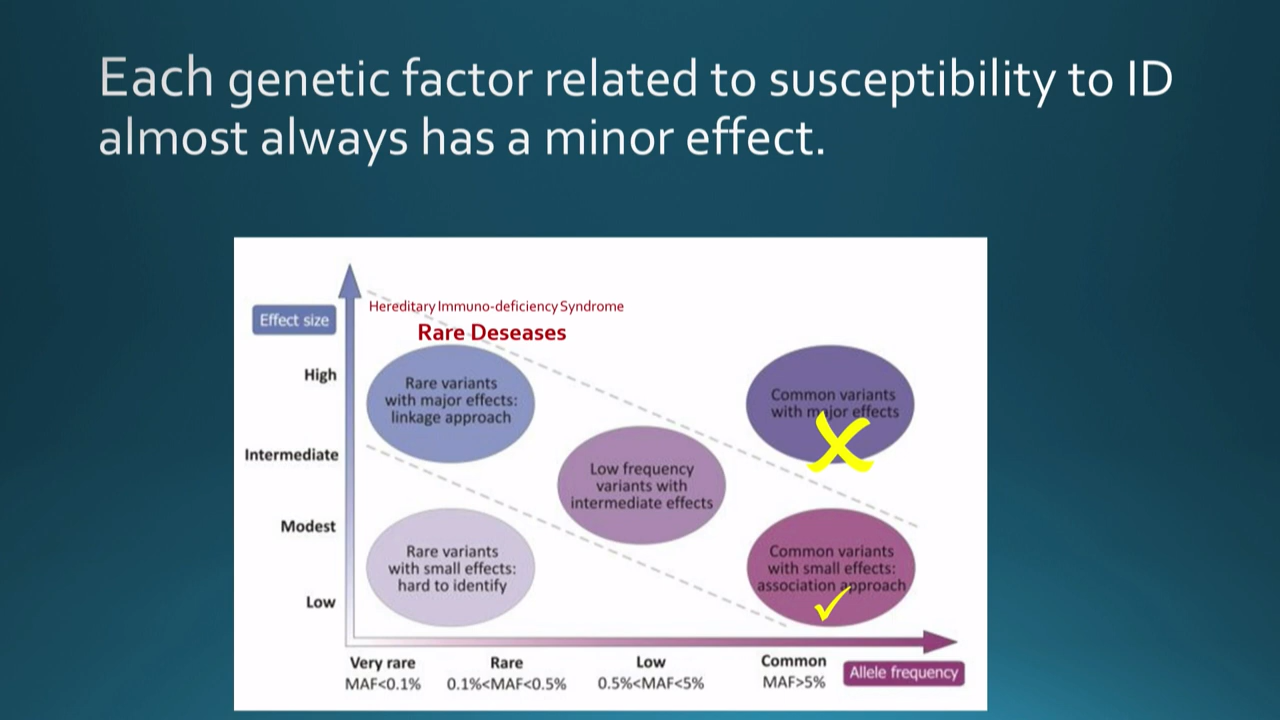 Each genetic factor related to susceptibility to ID
almost always has a minor effect.
Hereditary Immuno-deficiency Syndrome
Rare Deseases
Effect size
High
Intermediate
Modest
Low
Rare variants
with major effects:
linkage approach
Common variants
with major effects
Low frequency
variants with
intermediate effects
Rare variants
with small effects:
hard to identify
Common variants
with small effects:
association approach
Very rare
MAF<0.1%
Rare
0.1%<MAF<0.5%
Low
0.5%<MAF<5%
Common
MAF>5%
Allele frequency